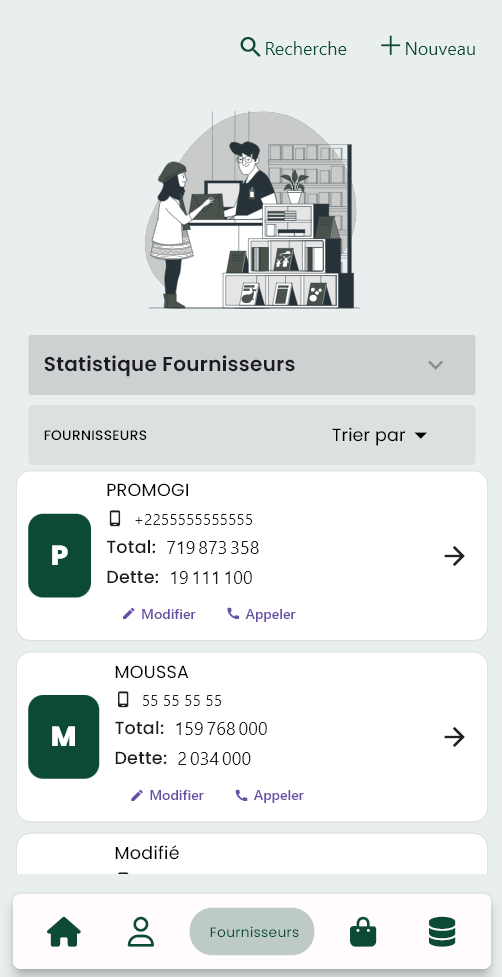 Recherche
Nouveau
Statistique Fournisseurs
FOURNISSEURS
Trier par
PROMOGI
P
+2255555555555
Total: 719 873 358
Dette: 19 111 100
Modifier
Appeler
MOUSSA
M
55 55 55 55
Total: 159 768 000
Dette: 2 034 000
Modifier
Appeler
Modifié
Fournisseurs